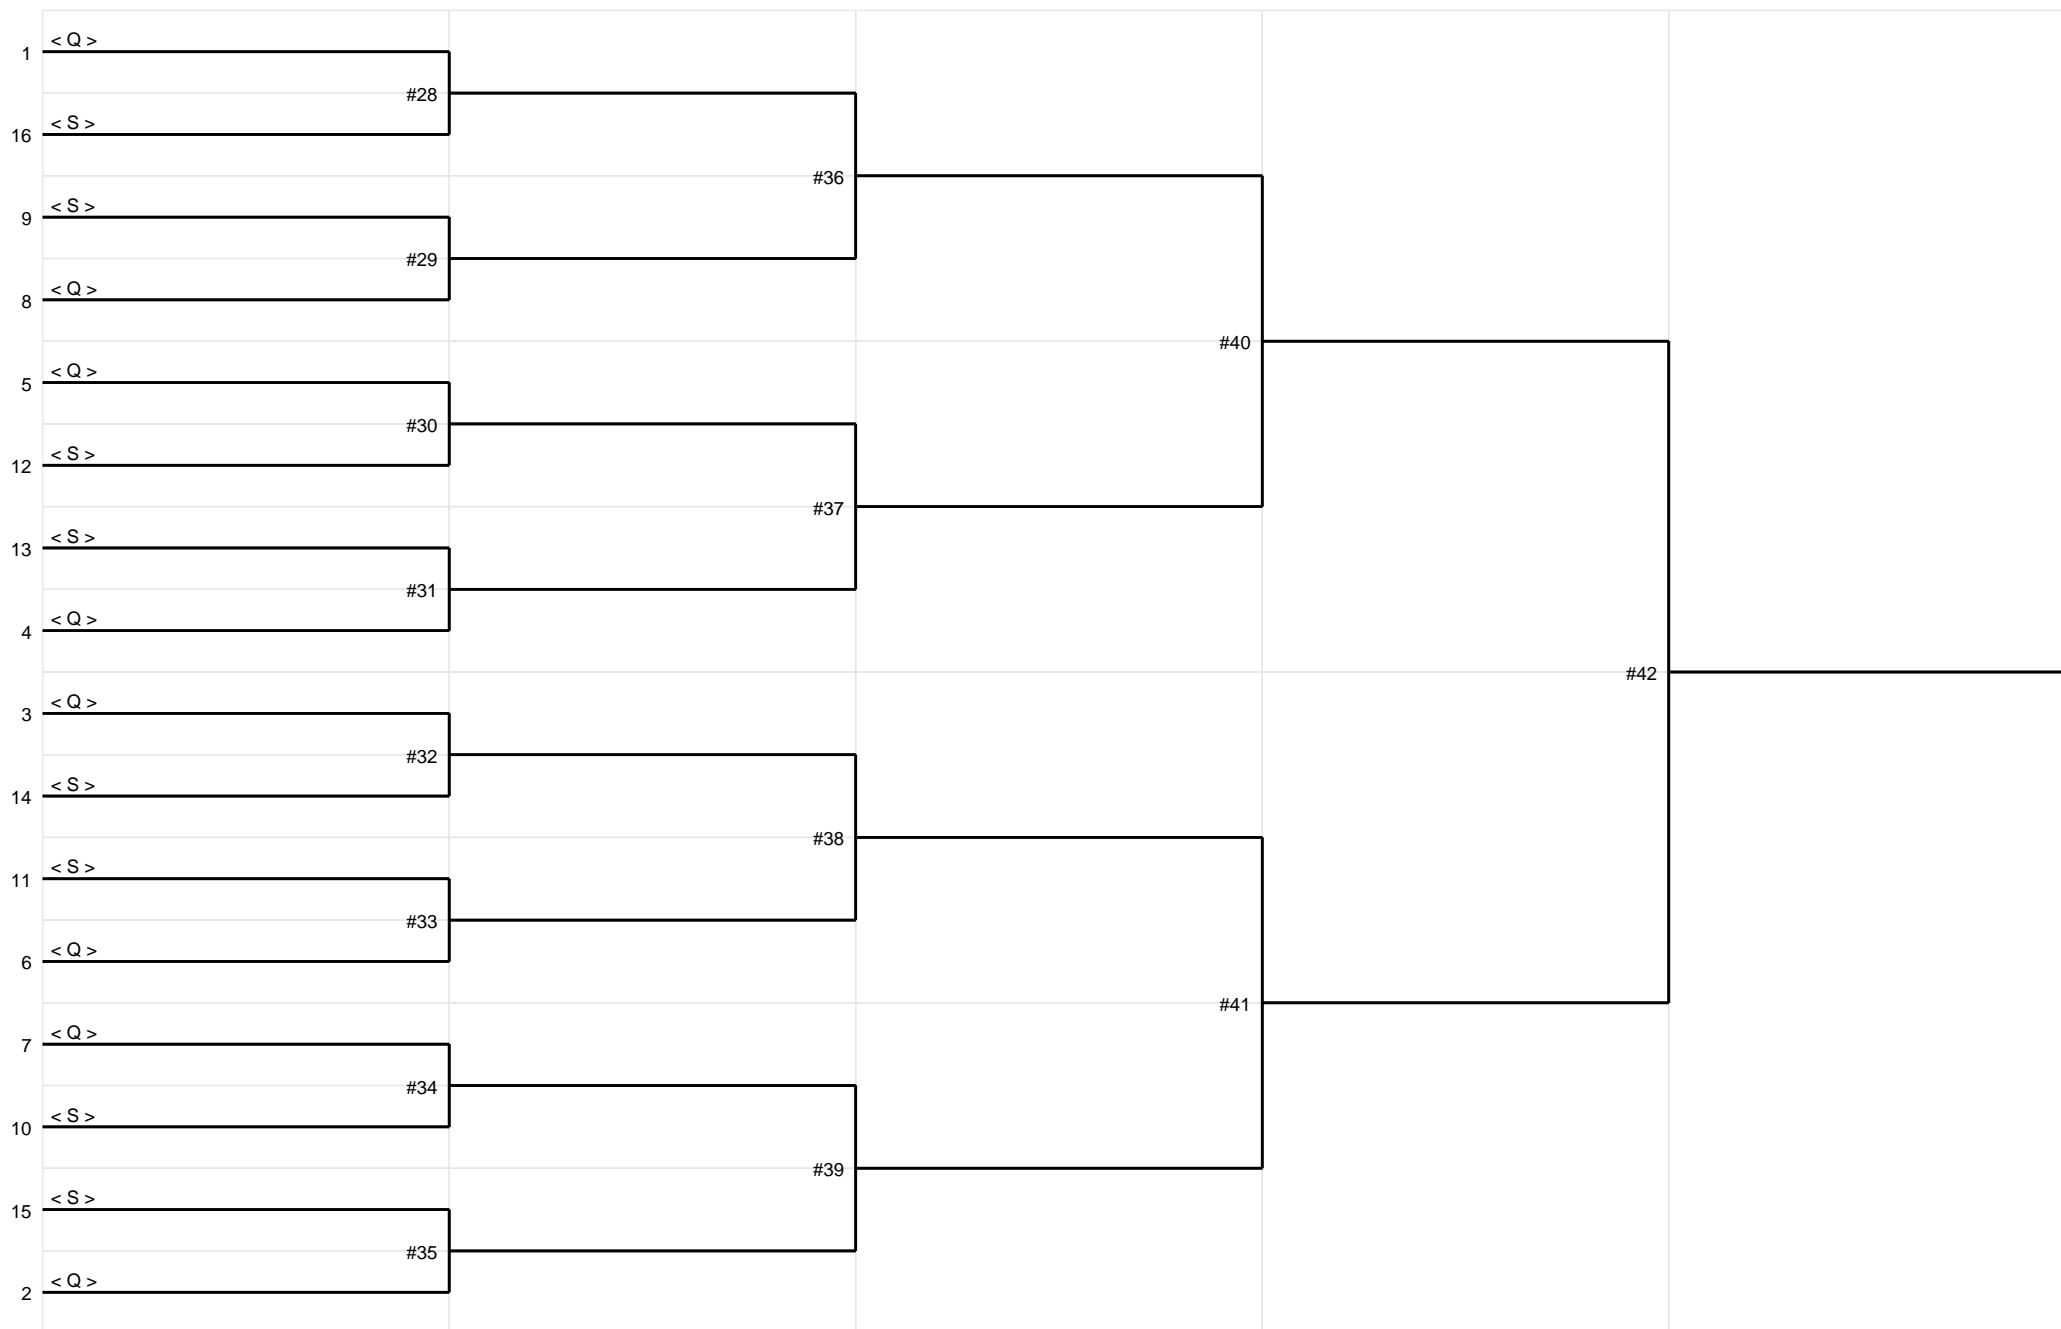 < Q >
1
#28
< S >
16
#36
< S >
9
#29
< Q >
8
#40
< Q >
5
#30
< S >
12
#37
< S >
13
#31
< Q >
4
#42
< Q >
3
#32
< S >
14
#38
< S >
11
#33
< Q >
6
#41
< Q >
7
#34
< S >
10
#39
< S >
15
#35
< Q >
2